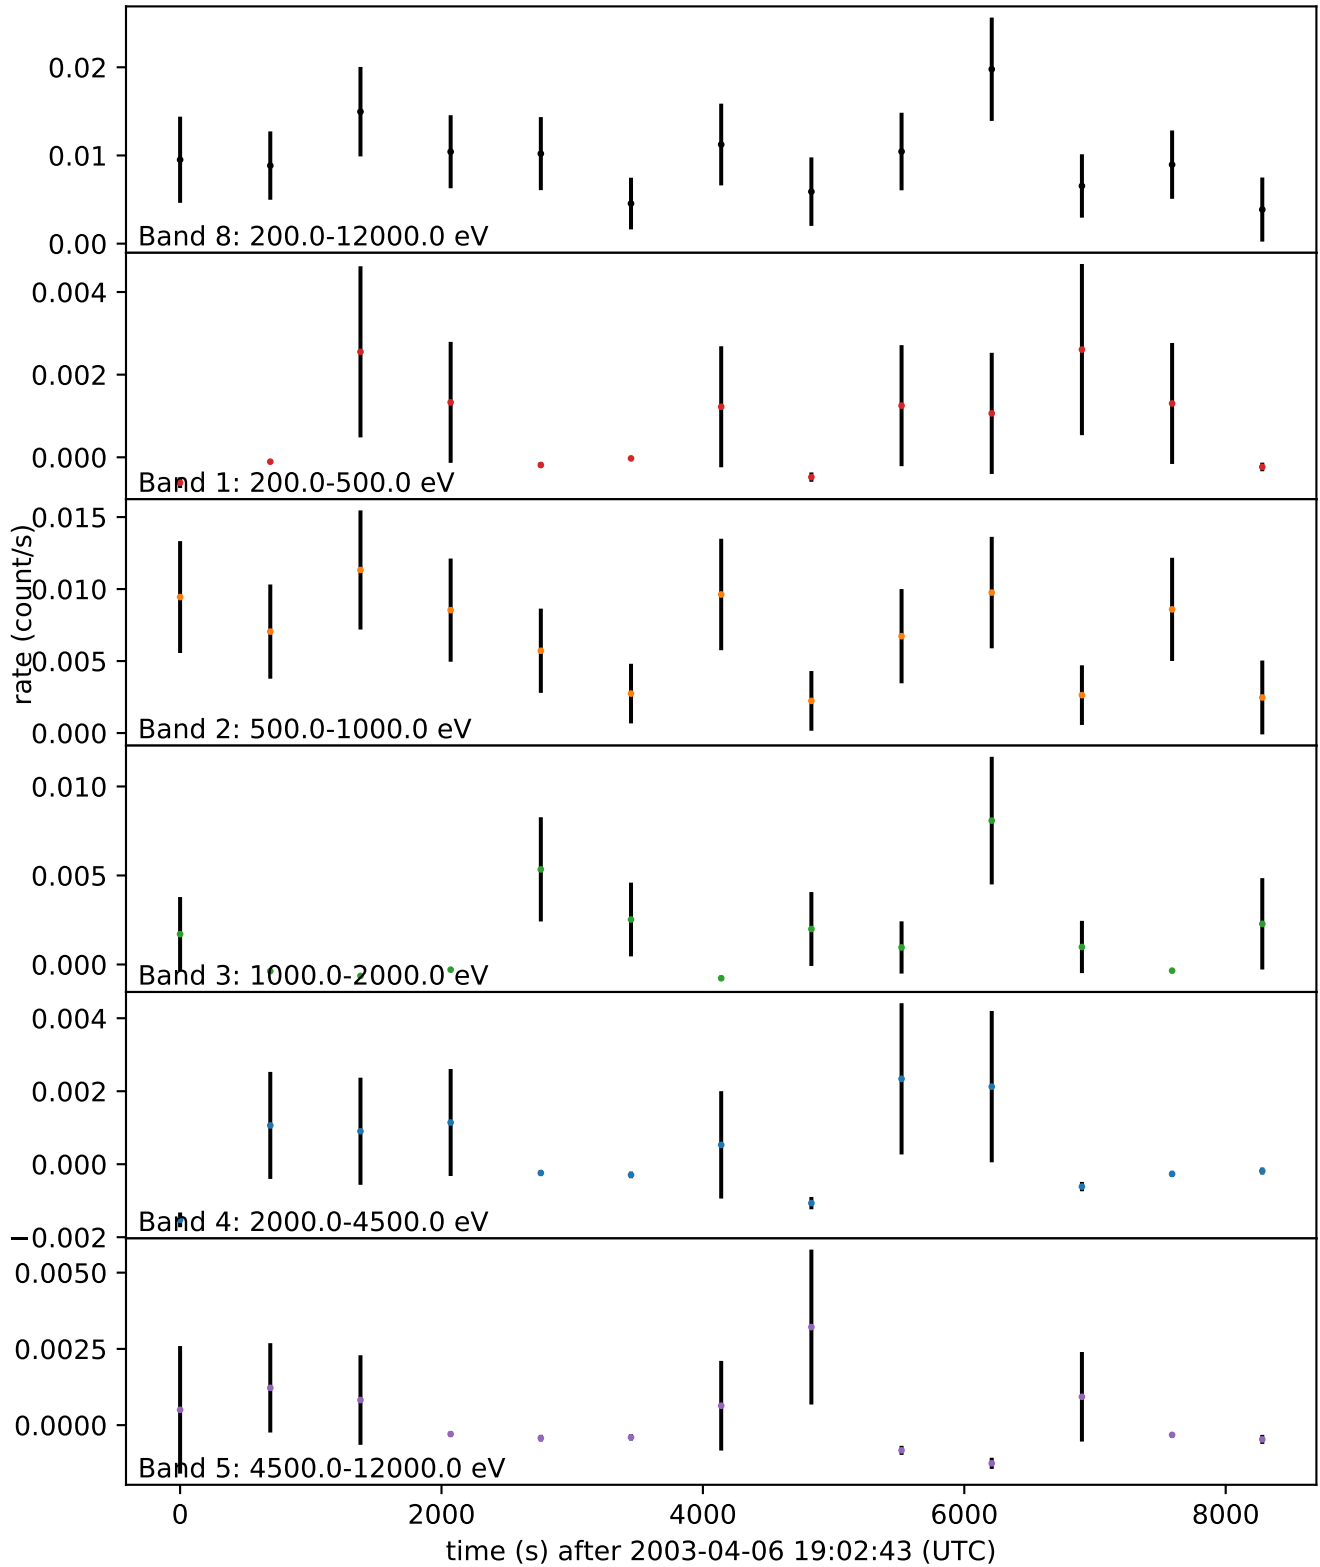 0.02
0.01
0.00
Band 8: 200.0-12000.0 eV
0.004
0.002
0.000
Band 1: 200.0-500.0 eV
rate (count/s)
0.015
0.010
0.005
0.000
Band 2: 500.0-1000.0 eV
0.010
0.005
0.000
Band 3: 1000.0-2000.0 eV
0.004
0.002
0.000
−0.002
Band 4: 2000.0-4500.0 eV
0.0050
0.0025
0.0000
Band 5: 4500.0-12000.0 eV
0 2000 4000 6000 8000
time (s) after 2003-04-06 19:02:43 (UTC)